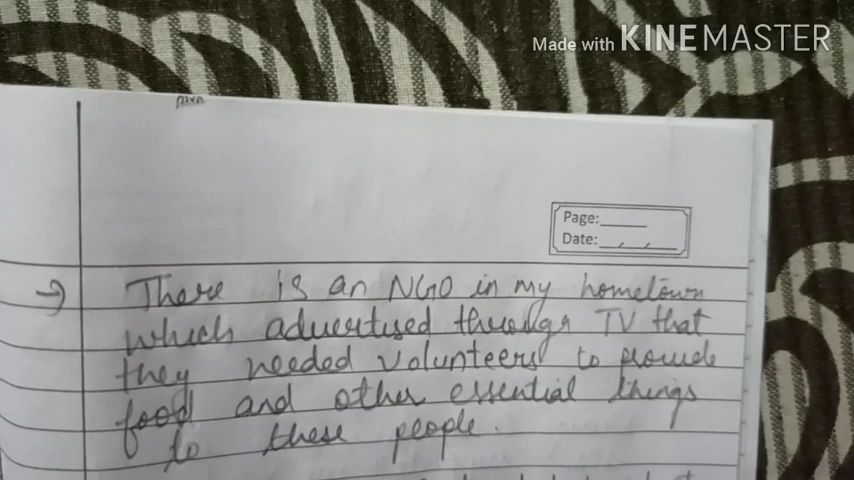 Made with KINEMASTER
Page:
Date:
→ There is an NGO in my hometown
which advertised through TV that
they needed volunteers to provide
food and other essential things
to these people.